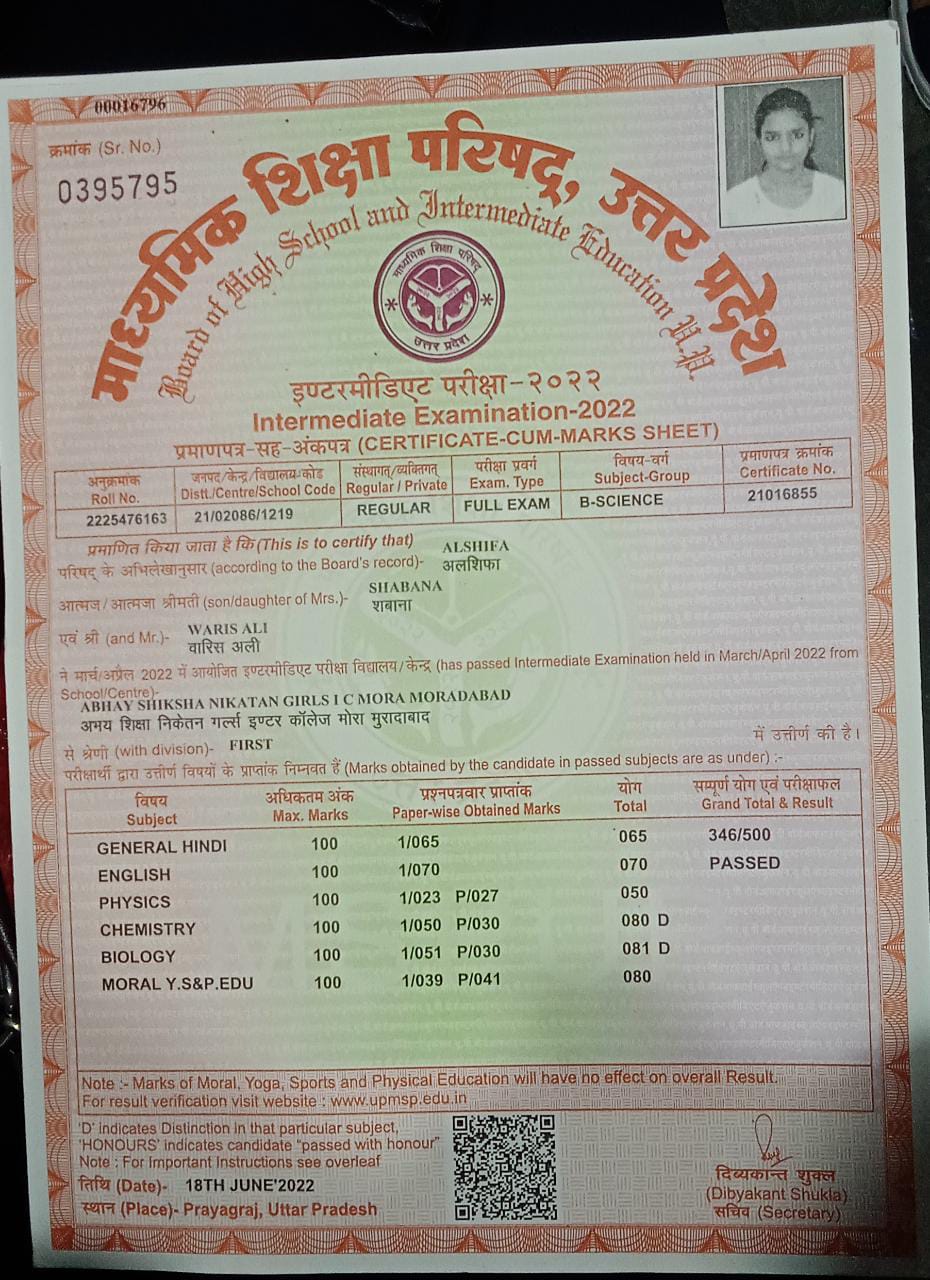 00016796
क्रमांक (Sr. No.)
0395795
माध्यमिक शिक्षा परिषद्, उत्तर प्रदेश
Board of High School and Intermediate Education U.P.
माध्यमिक शिक्षा परिषद्
उत्तर प्रदेश
इण्टरमीडिएट परीक्षा-२०२२
Intermediate Examination-2022
प्रमाणपत्र-सह-अंकपत्र (CERTIFICATE-CUM-MARKS SHEET)
अनुक्रमांक जनपद/केन्द्र/विद्यालय-कोड संस्थागत्/व्यक्तिगत् परीक्षा प्रवर्ग विषय-वर्ग प्रमाणपत्र क्रमांक
Roll No. Distt./Centre/School Code Regular / Private Exam. Type Subject-Group Certificate No.
2225476163 21/02086/1219 REGULAR FULL EXAM B-SCIENCE 21016855
प्रमाणित किया जाता है कि (This is to certify that) ALSHIFA
परिषद् के अभिलेखानुसार (according to the Board's record)- अलशिफा
SHABANA
आत्मज/आत्मजा श्रीमती (son/daughter of Mrs.)- शबाना
एवं श्री (and Mr.)- WARIS ALI
वारिस अली
ने मार्च/अप्रैल 2022 में आयोजित इण्टरमीडिएट परीक्षा विद्यालय/केन्द्र (has passed Intermediate Examination held in March/April 2022 from
School/Centre)-
ABHAY SHIKSHA NIKATAN GIRLS I C MORA MORADABAD
अभय शिक्षा निकेतन गर्ल्स इण्टर कॉलेज मोरा मुरादाबाद
से श्रेणी (with division)- FIRST में उत्तीर्ण की है।
परीक्षार्थी द्वारा उत्तीर्ण विषयों के प्राप्तांक निम्नवत हैं (Marks obtained by the candidate in passed subjects are as under) :-
विषय अधिकतम अंक प्रश्नपत्रवार प्राप्तांक योग सम्पूर्ण योग एवं परीक्षाफल
Subject Max. Marks Paper-wise Obtained Marks Total Grand Total & Result
GENERAL HINDI 100 1/065 065 346/500
ENGLISH 100 1/070 070 PASSED
PHYSICS 100 1/023 P/027 050
CHEMISTRY 100 1/050 P/030 080 D
BIOLOGY 100 1/051 P/030 081 D
MORAL Y.S&P.EDU 100 1/039 P/041 080
Note :- Marks of Moral, Yoga, Sports and Physical Education will have no effect on overall Result.
For result verification visit website : www.upmsp.edu.in
'D' indicates Distinction in that particular subject,
'HONOURS' indicates candidate "passed with honour"
Note : For Important Instructions see overleaf
तिथि (Date)- 18TH JUNE'2022
स्थान (Place)- Prayagraj, Uttar Pradesh
दिव्यकान्त शुक्ल
(Dibyakant Shukla)
सचिव (Secretary)